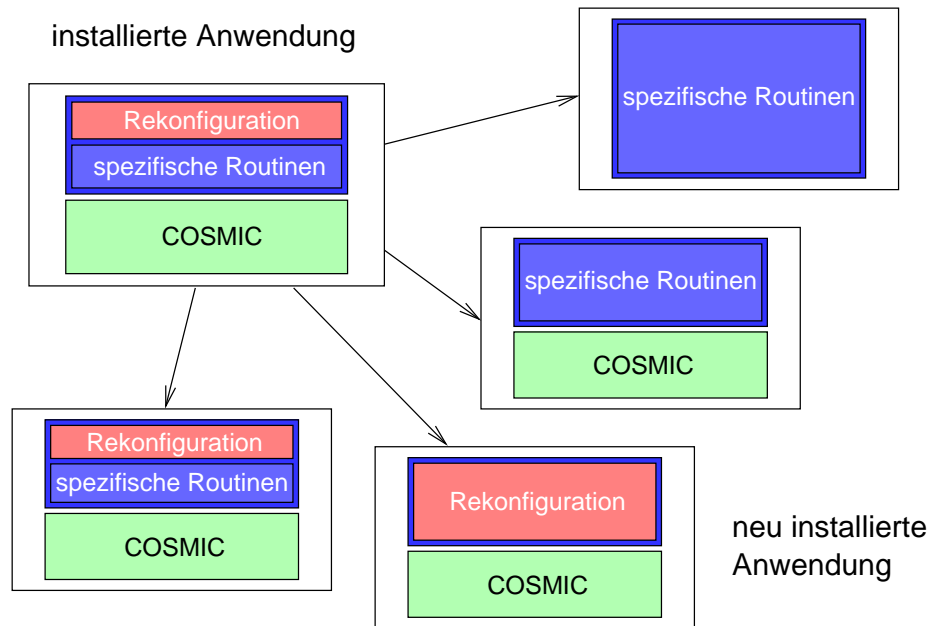 installierte Anwendung
Rekonfiguration
spezifische Routinen
COSMIC
spezifische Routinen
spezifische Routinen
COSMIC
Rekonfiguration
spezifische Routinen
COSMIC
Rekonfiguration
COSMIC
neu installierte
Anwendung